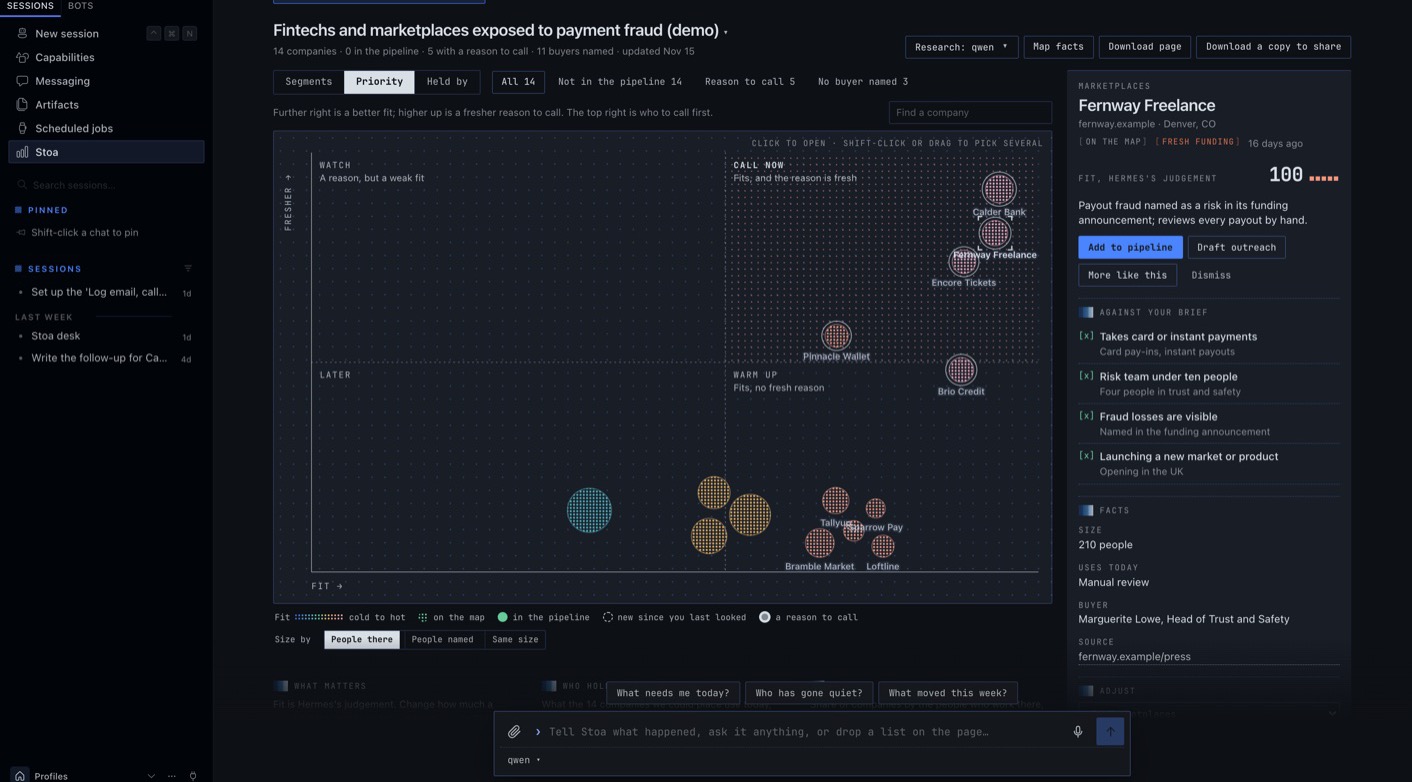 SESSIONS BOTS
New session ^ ⌘ N
Capabilities
Messaging
Artifacts
Scheduled jobs
Stoa
Search sessions...
PINNED
Shift-click a chat to pin
SESSIONS
Set up the 'Log email, call... 1d
LAST WEEK
Stoa desk 1d
Write the follow-up for Ca... 4d
Profiles
Fintechs and marketplaces exposed to payment fraud (demo)
14 companies · 0 in the pipeline · 5 with a reason to call · 11 buyers named · updated Nov 15
Research: qwen Map facts Download page Download a copy to share
Segments Priority Held by All 14 Not in the pipeline 14 Reason to call 5 No buyer named 3
Further right is a better fit; higher up is a fresher reason to call. The top right is who to call first.
Find a company
CLICK TO OPEN · SHIFT-CLICK OR DRAG TO PICK SEVERAL
WATCH
A reason, but a weak fit
CALL NOW
Fits, and the reason is fresh
FRESHER →
Calder Bank
Fernway Freelance
Encore Tickets
Pinnacle Wallet
Brio Credit
LATER
WARM UP
Fits, no fresh reason
Tallyup
Sparrow Pay
Bramble Market
Loftline
FIT →
Fit cold to hot on the map in the pipeline new since you last looked a reason to call
Size by People there People named Same size
WHAT MATTERS
Fit is Hermes's judgement. Change how much a
WHO
What the 14
What needs me today? Who has gone quiet? What moved this week?
Tell Stoa what happened, ask it anything, or drop a list on the page…
qwen
MARKETPLACES
Fernway Freelance
fernway.example · Denver, CO
[ON THE MAP] [FRESH FUNDING] 16 days ago
FIT, HERMES'S JUDGEMENT 100
Payout fraud named as a risk in its funding
announcement; reviews every payout by hand.
Add to pipeline Draft outreach
More like this Dismiss
AGAINST YOUR BRIEF
[x] Takes card or instant payments
Card pay-ins, instant payouts
[x] Risk team under ten people
Four people in trust and safety
[x] Fraud losses are visible
Named in the funding announcement
[x] Launching a new market or product
Opening in the UK
FACTS
SIZE
210 people
USES TODAY
Manual review
BUYER
Marguerite Lowe, Head of Trust and Safety
SOURCE
fernway.example/press
ADJUST